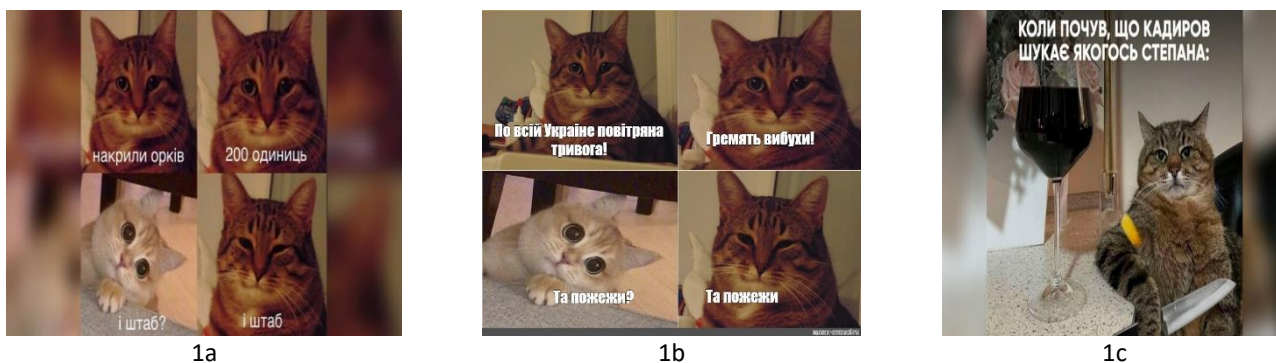 накрили орків
200 одиниць
і штаб?
і штаб
1a
По всій Украіне повітряна
тривога!
Гремять вибухи!
Та пожежи?
Та пожежи
1b
КОЛИ ПОЧУВ, ЩО КАДИРОВ
ШУКАЄ ЯКОГОСЬ СТЕПАНА:
1c